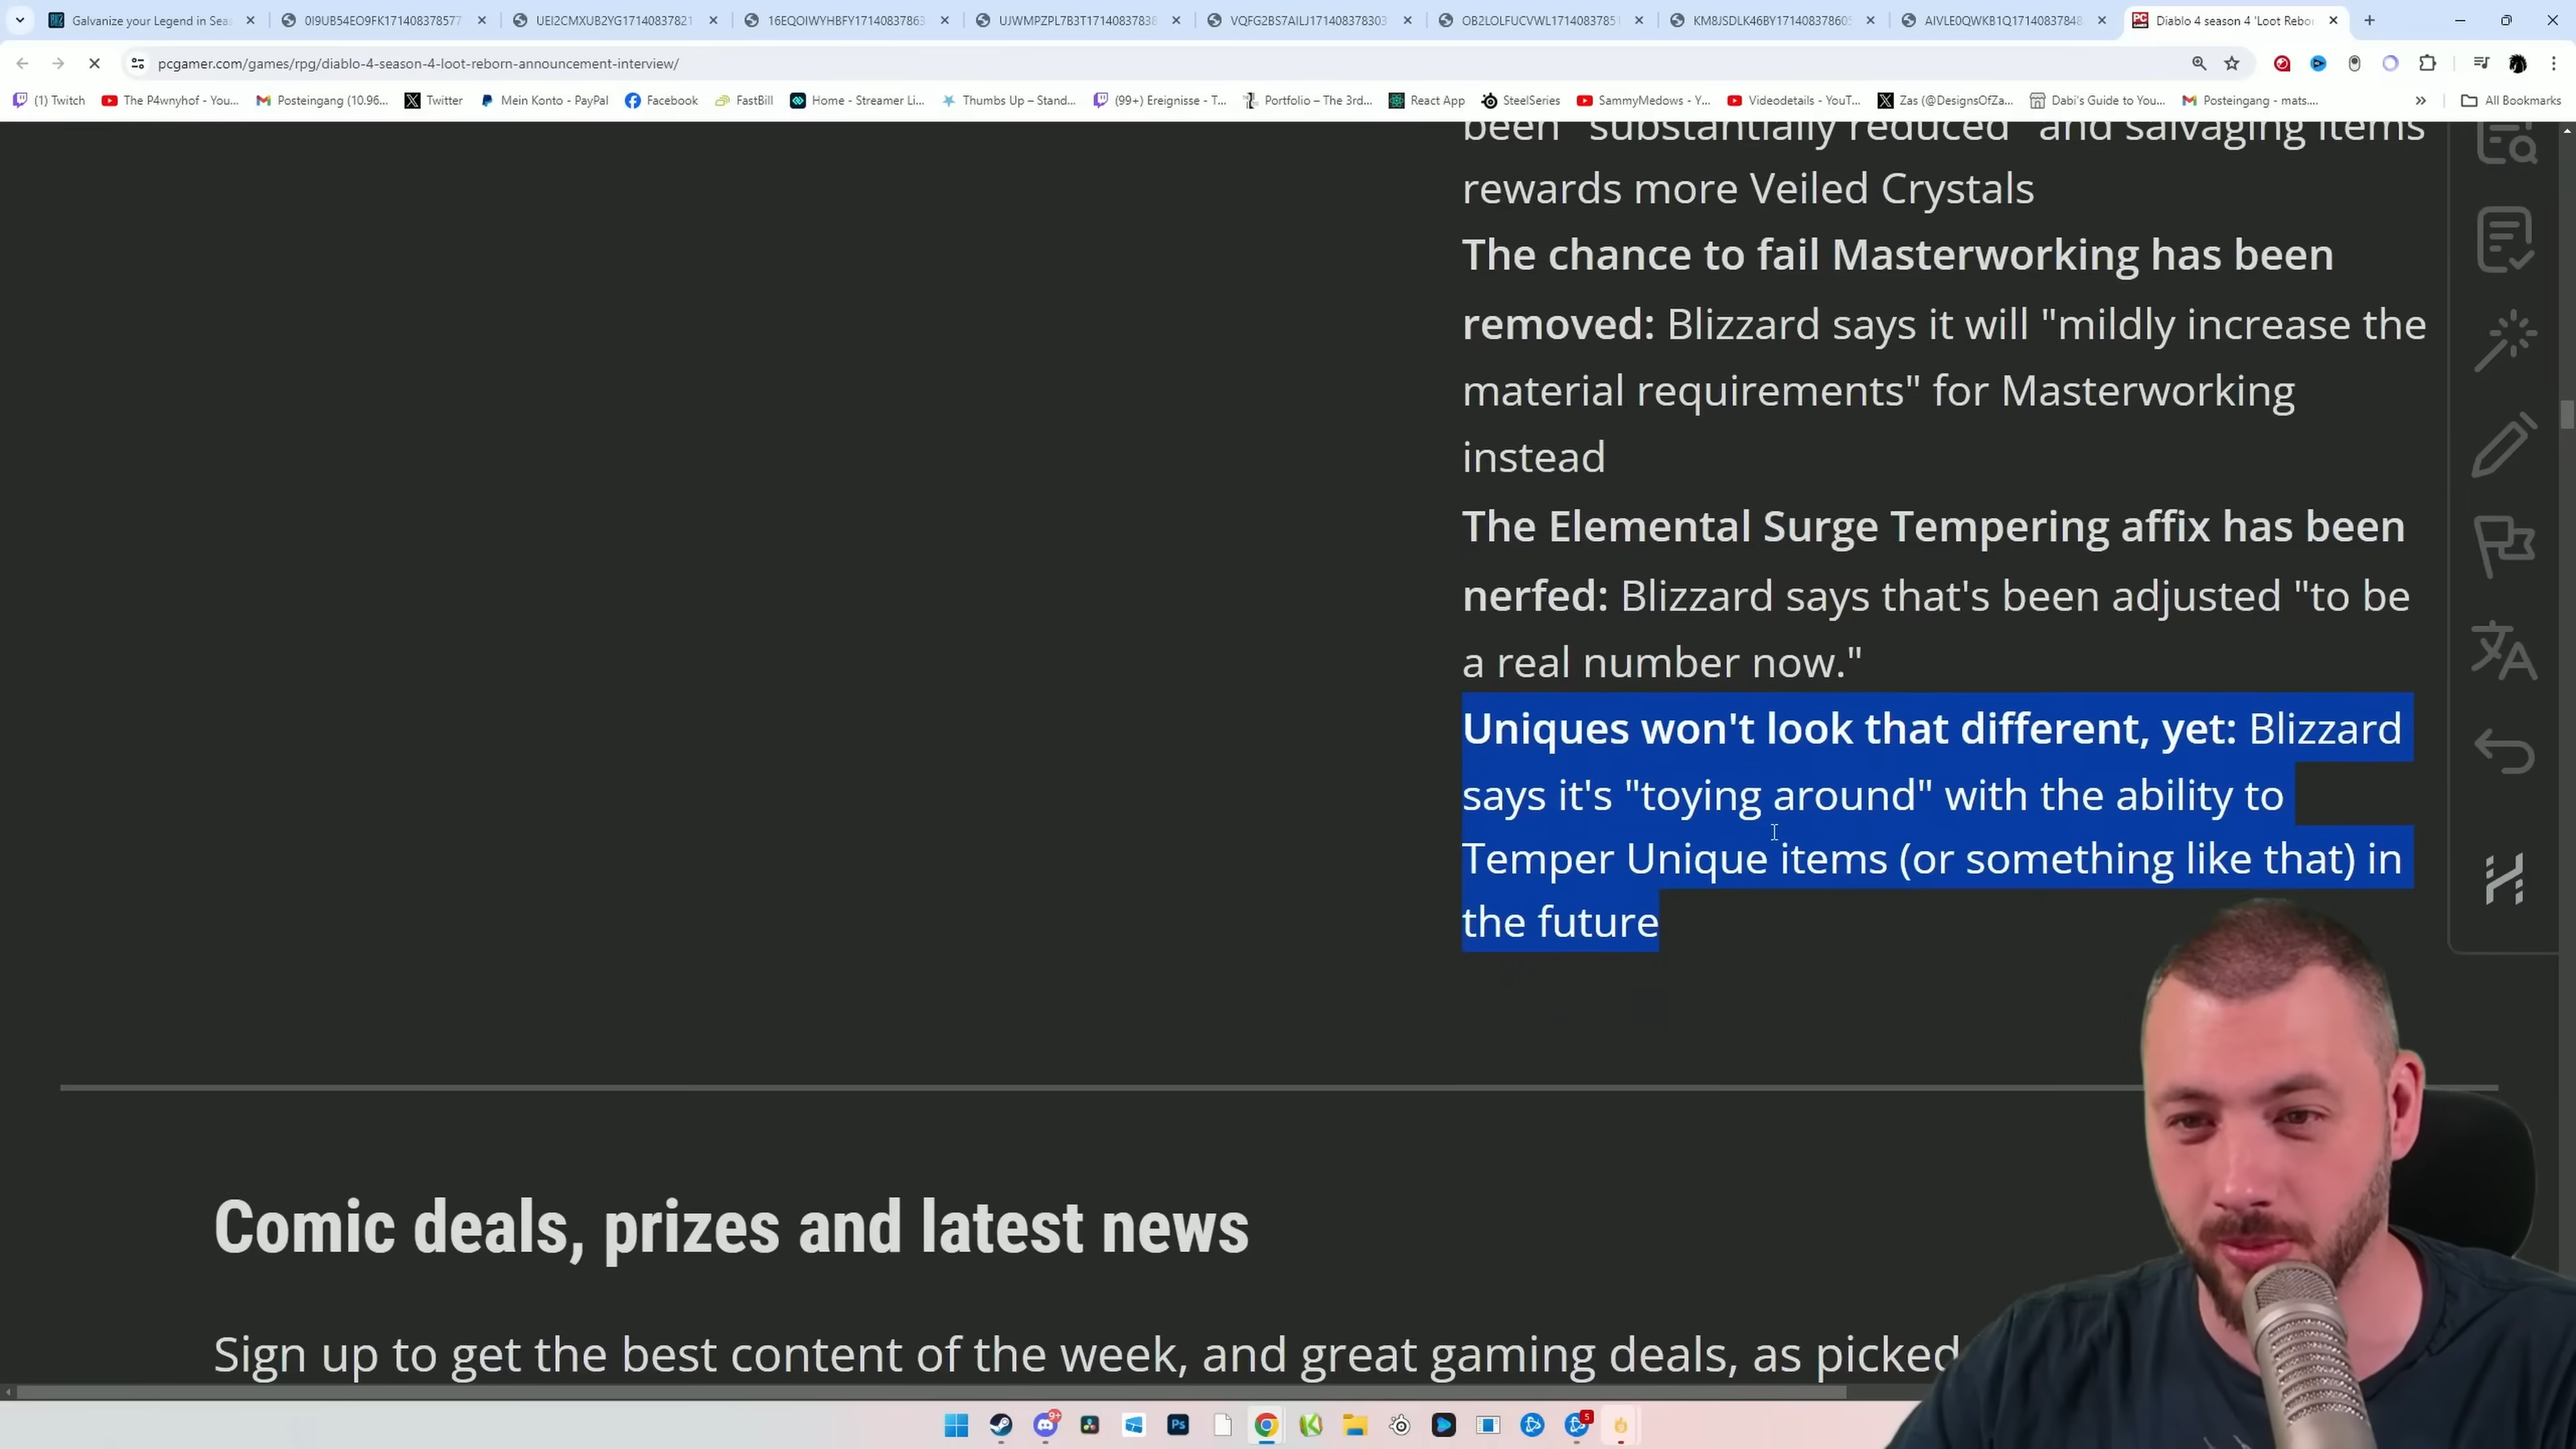 Galvanize your Legend in Sea
0I9UB54EO9FK17140837857
UEI2CMXUB2YG1714083782
16EQOIWYHBFY1714083786
UJWMPZPL7B3T1714083783
VQFG2BS7AILJ171408378303
OB2LOLFUCVWL1714083785
KM8JSDLK46BY1714083786
AIVLE0QWKB1Q171408378
Diablo 4 season 4 'Loot Rebo
pcgamer.com/games/rpg/diablo-4-season-4-loot-reborn-announcement-interview/
(1) Twitch
The P4wnyhof - You...
Posteingang (10.96...
Twitter
Mein Konto - PayPal
Facebook
FastBill
Home - Streamer Li...
Thumbs Up – Stand...
(99+) Ereignisse - T...
Portfolio – The 3rd...
React App
SteelSeries
SammyMedows - Y...
Videodetails - YouT...
Zas (@DesignsOfZa...
Dabi's Guide to You...
Posteingang - mats....
All Bookmarks
been "substantially reduced" and salvaging items
rewards more Veiled Crystals
The chance to fail Masterworking has been
removed: Blizzard says it will "mildly increase the
material requirements" for Masterworking
instead
The Elemental Surge Tempering affix has been
nerfed: Blizzard says that's been adjusted "to be
a real number now."
Uniques won't look that different, yet: Blizzard
says it's "toying around" with the ability to
Temper Unique items (or something like that) in
the future
Comic deals, prizes and latest news
Sign up to get the best content of the week, and great gaming deals, as picked